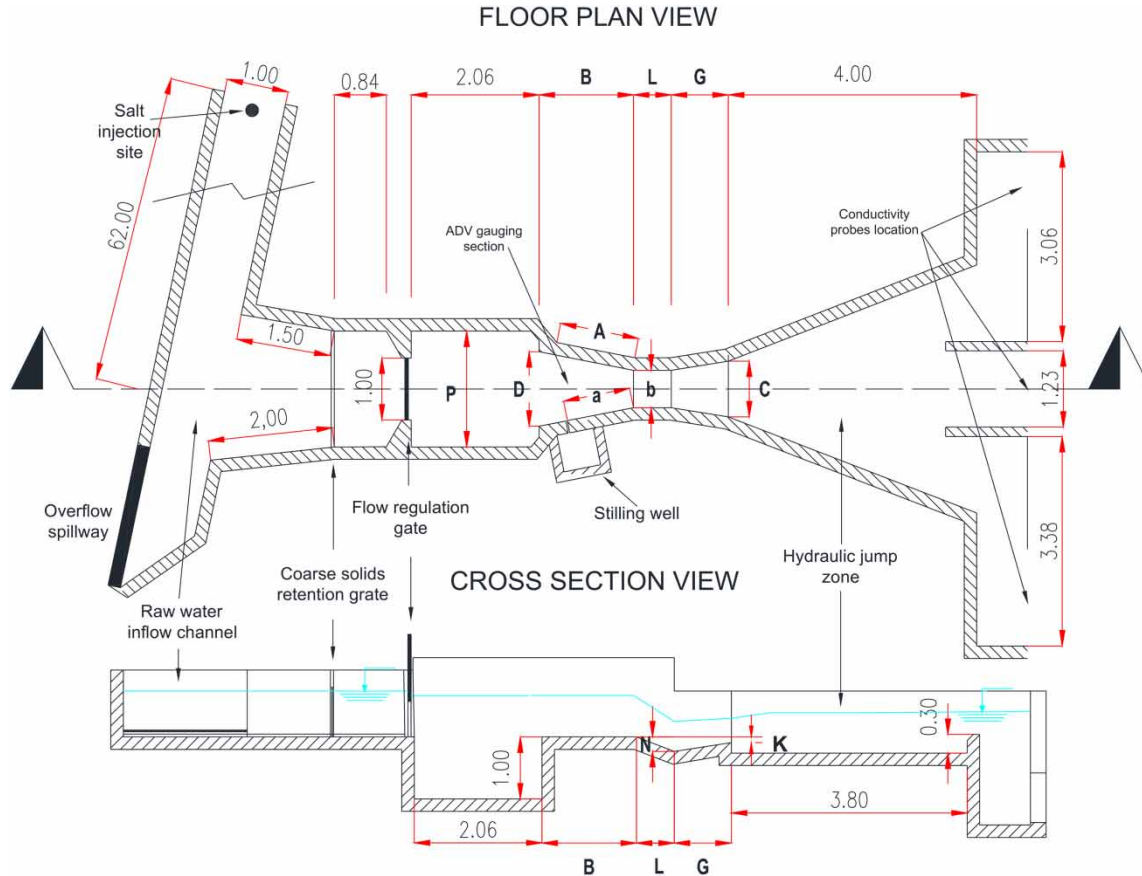 FLOOR PLAN VIEW
1.00
0.84
2.06
B
L
G
4.00
Salt
injection
site
62.00
ADV gauging
section
Conductivity
probes location
3.06
1.50
A
1.00
P
D
a
b
C
1.23
2,00
Overflow
spillway
Flow regulation
gate
Stilling well
3.38
Coarse solids
retention grate
CROSS SECTION VIEW
Hydraulic jump
zone
Raw water
inflow channel
N
K
0.30
1.00
2.06
3.80
B
L
G